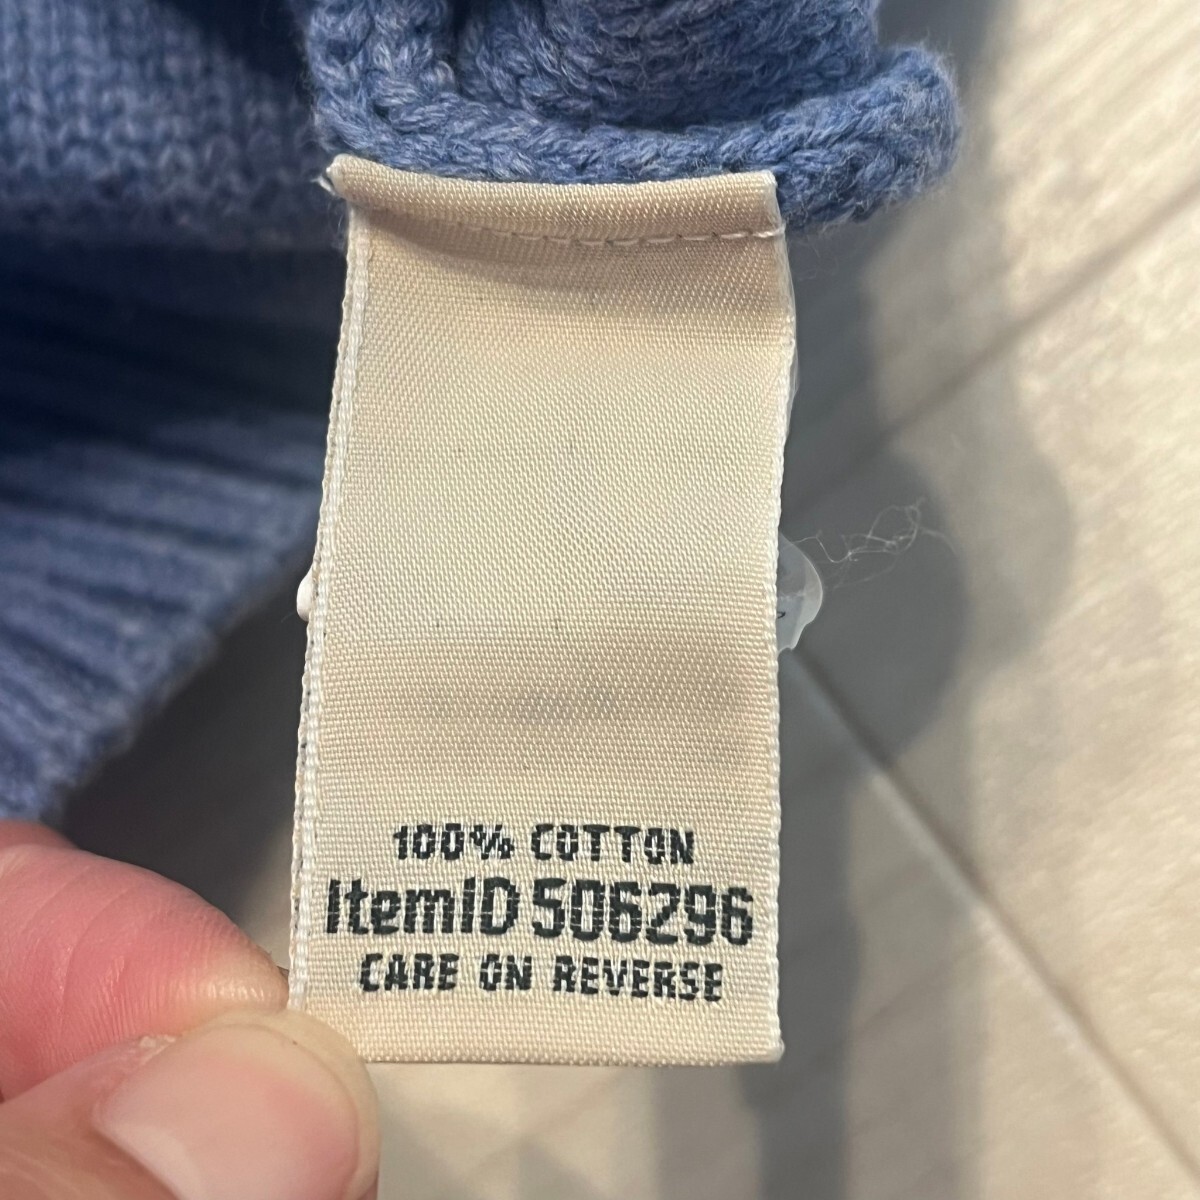 100% COTTON
ItemID 506296
CARE ON REVERSE